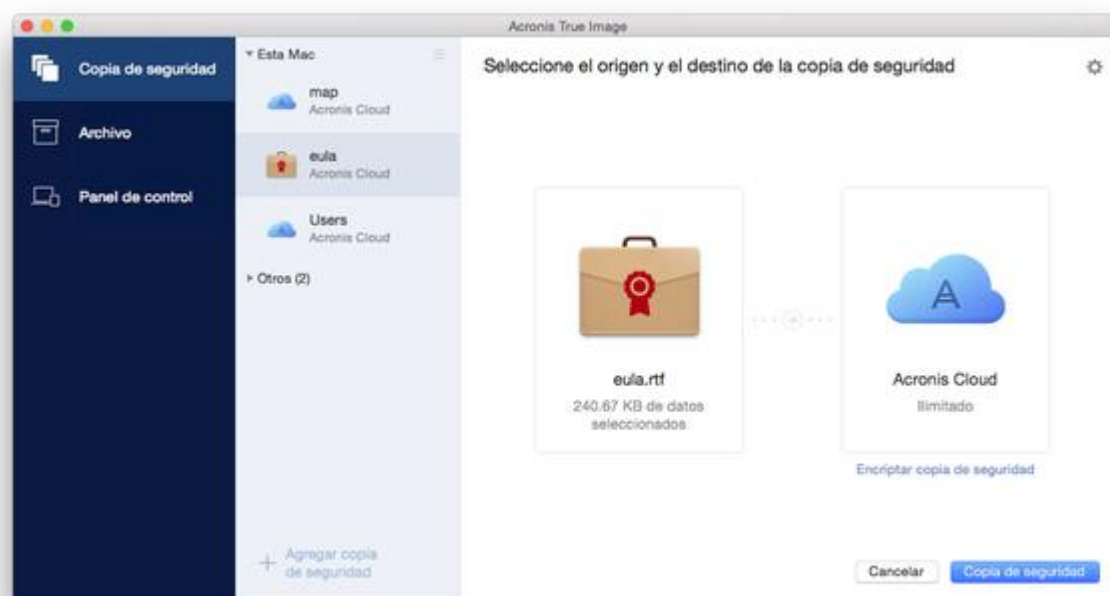 Acronis True Image
Copia de seguridad
Archivo
Panel de control
Esta Mac
map
Acronis Cloud
eula
Acronis Cloud
Users
Acronis Cloud
Otros (2)
Agregar copia
de seguridad
Seleccione el origen y el destino de la copia de seguridad
eula.rtf
240.67 KB de datos
seleccionados
Acronis Cloud
Ilimitado
Encriptar copia de seguridad
Cancelar
Copia de seguridad